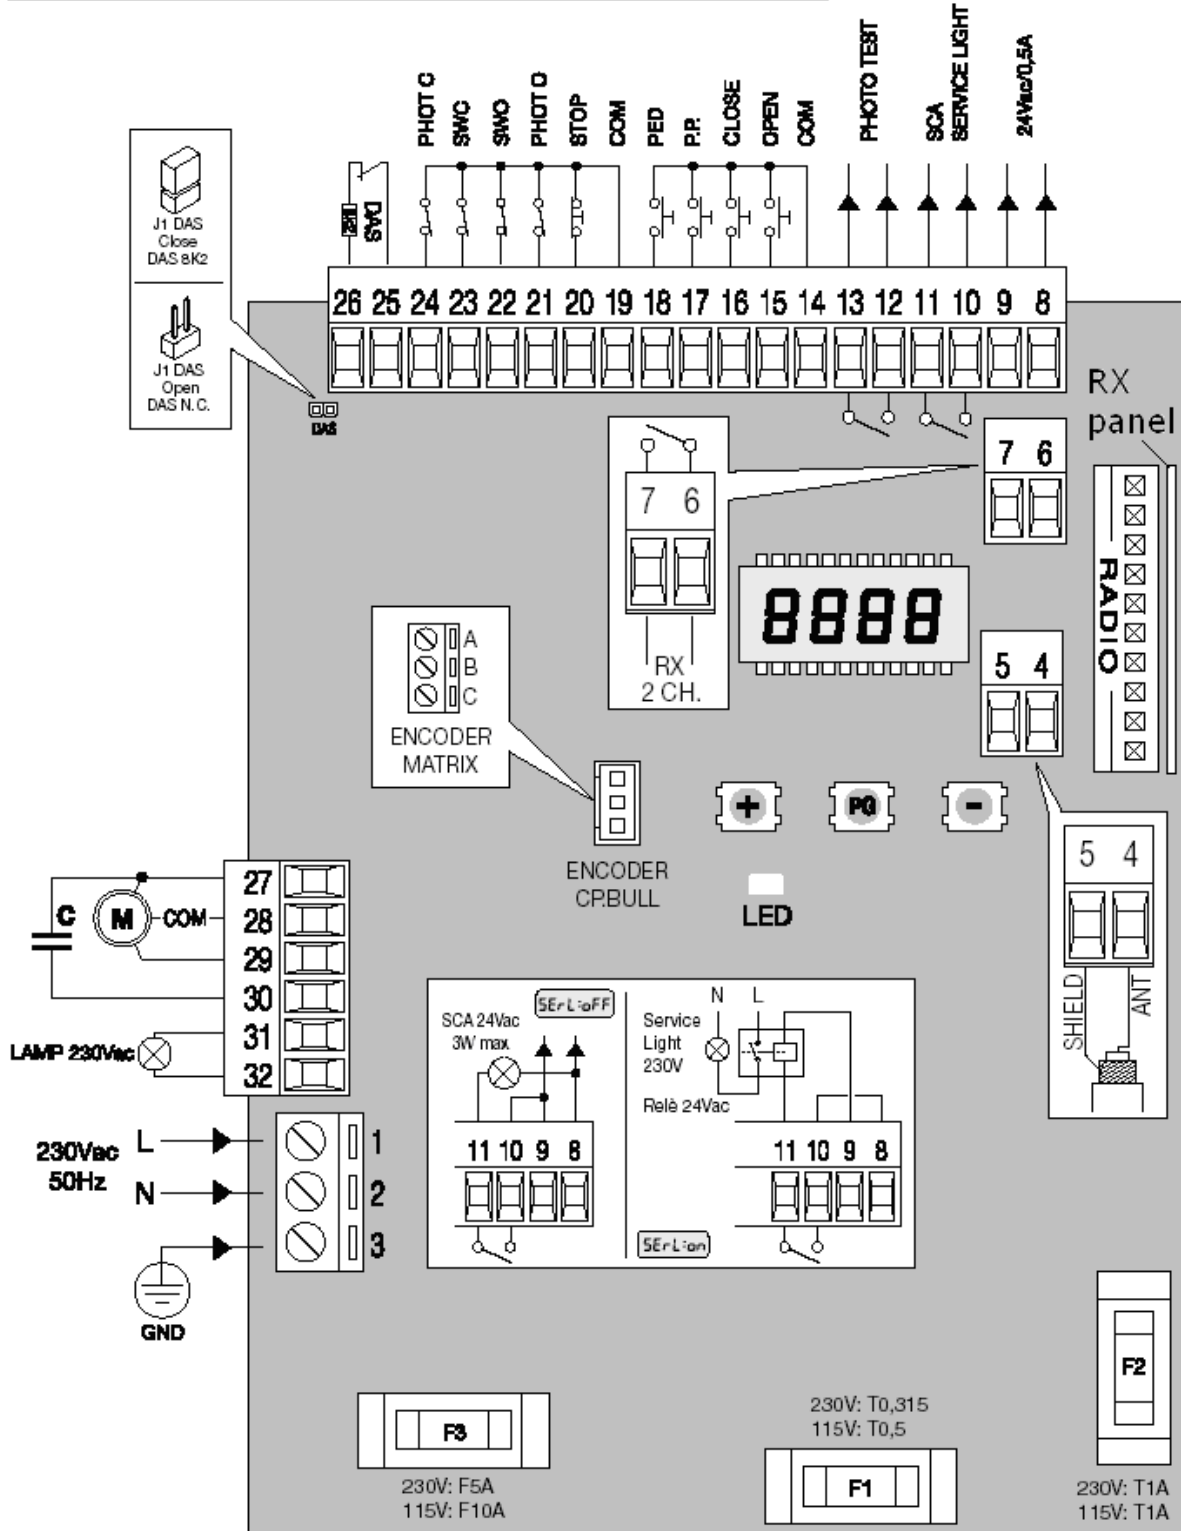 PHOT C
SWC
SWO
PHOT O
STOP
COM
PED
P.P.
CLOSE
OPEN
COM
PHOTO TEST
SCA
SERVICE LIGHT
24Vac/0,5A
J1 DAS
Close
DAS 8K2
J1 DAS
Open
DAS N.C.
8K2
DAS
26 25 24 23 22 21 20 19 18 17 16 15 14 13 12 11 10 9 8
DAS
RX
panel
7 6
7 6
RX
2 CH.
RADIO
8888
5 4
A
B
C
ENCODER
MATRIX
+
PG
-
ENCODER
CP.BULL
LED
5 4
SHIELD
ANT
27
28
29
30
31
32
C
M
COM
LAMP 230Vac
SErL:oFF
SCA 24Vac
3W max
11 10 9 8
N L
Service
Light
230V
Relè 24Vac
11 10 9 8
SErL:on
230Vac
50Hz
L
N
1
2
3
GND
F3
230V: F5A
115V: F10A
230V: T0,315
115V: T0,5
F1
F2
230V: T1A
115V: T1A